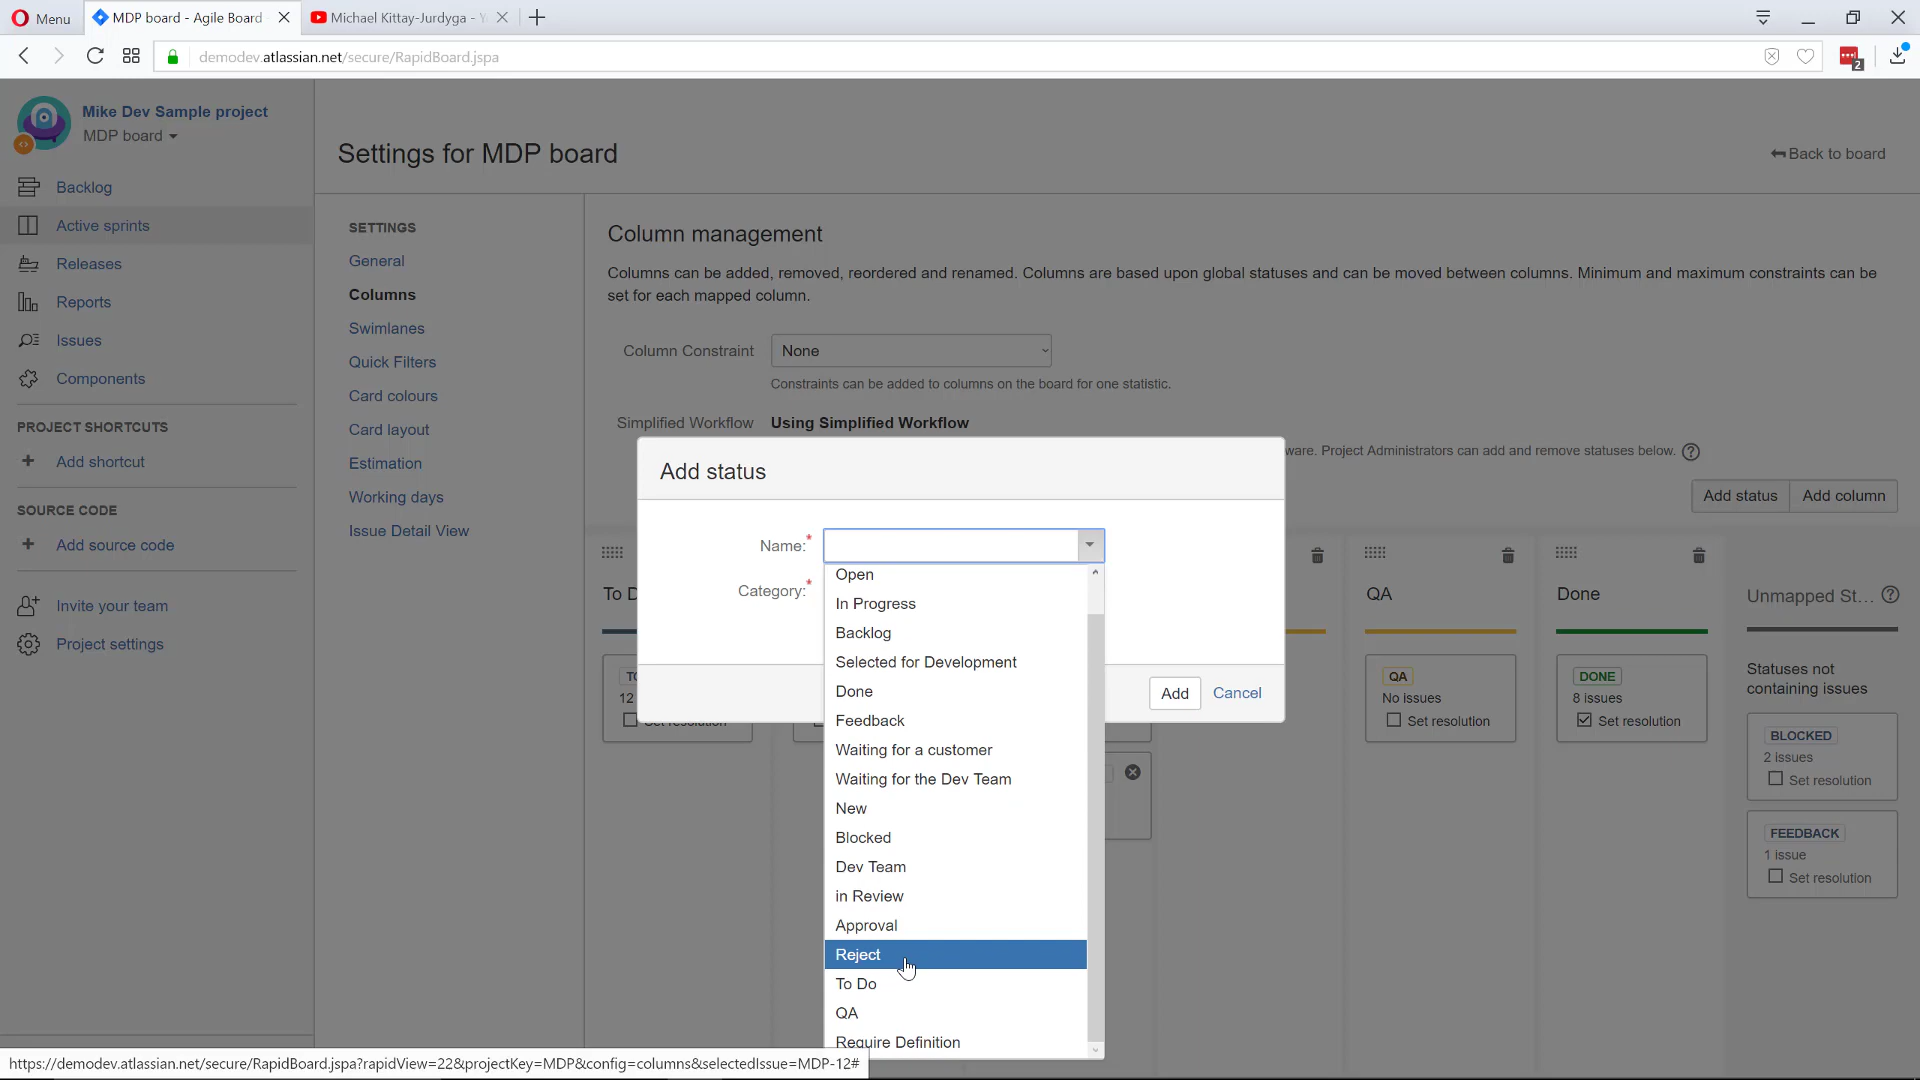 Menu
MDP board - Agile Board
Michael Kittay-Jurdyga - Y
demodev.atlassian.net/secure/RapidBoard.jspa
2
Mike Dev Sample project
MDP board
Backlog
Active sprints
Releases
Reports
Issues
Components
PROJECT SHORTCUTS
+ Add shortcut
SOURCE CODE
+ Add source code
Invite your team
Project settings
Settings for MDP board
Back to board
SETTINGS
General
Columns
Swimlanes
Quick Filters
Card colours
Card layout
Estimation
Working days
Issue Detail View
Column management
Columns can be added, removed, reordered and renamed. Columns are based upon global statuses and can be moved between columns. Minimum and maximum constraints can be
set for each mapped column.
Column Constraint None
Constraints can be added to columns on the board for one statistic.
Simplified Workflow Using Simplified Workflow
ware. Project Administrators can add and remove statuses below. ?
Add status Add column
Add status
Name:*
Category:*
Open
In Progress
Backlog
Selected for Development
Done
Feedback
Waiting for a customer
Waiting for the Dev Team
New
Blocked
Dev Team
in Review
Approval
Reject
To Do
QA
Require Definition
Add Cancel
To D
TO
12
Set resolution
QA
QA
No issues
Set resolution
Done
DONE
8 issues
Set resolution
Unmapped St... ?
Statuses not
containing issues
BLOCKED
2 issues
Set resolution
FEEDBACK
1 issue
Set resolution
https://demodev.atlassian.net/secure/RapidBoard.jspa?rapidView=22&projectKey=MDP&config=columns&selectedIssue=MDP-12#